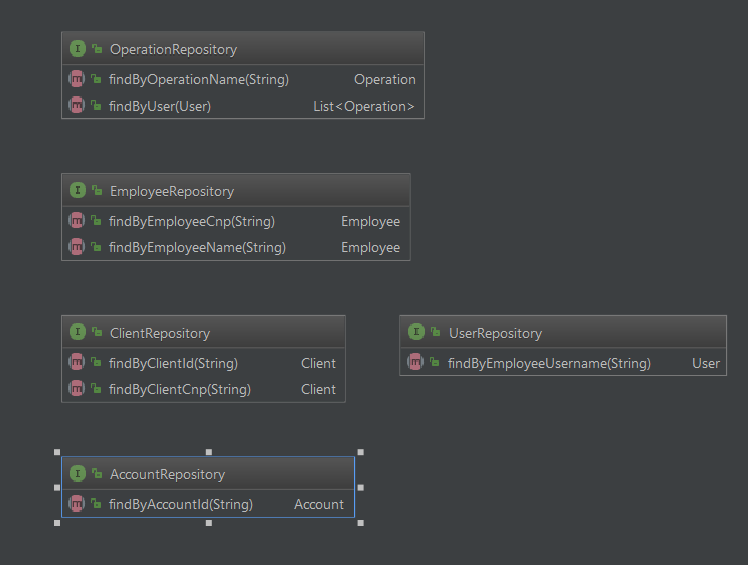 OperationRepository
findByOperationName(String) Operation
findByUser(User) List<Operation>
EmployeeRepository
findByEmployeeCnp(String) Employee
findByEmployeeName(String) Employee
ClientRepository
findByClientId(String) Client
findByClientCnp(String) Client
UserRepository
findByEmployeeUsername(String) User
AccountRepository
findByAccountId(String) Account